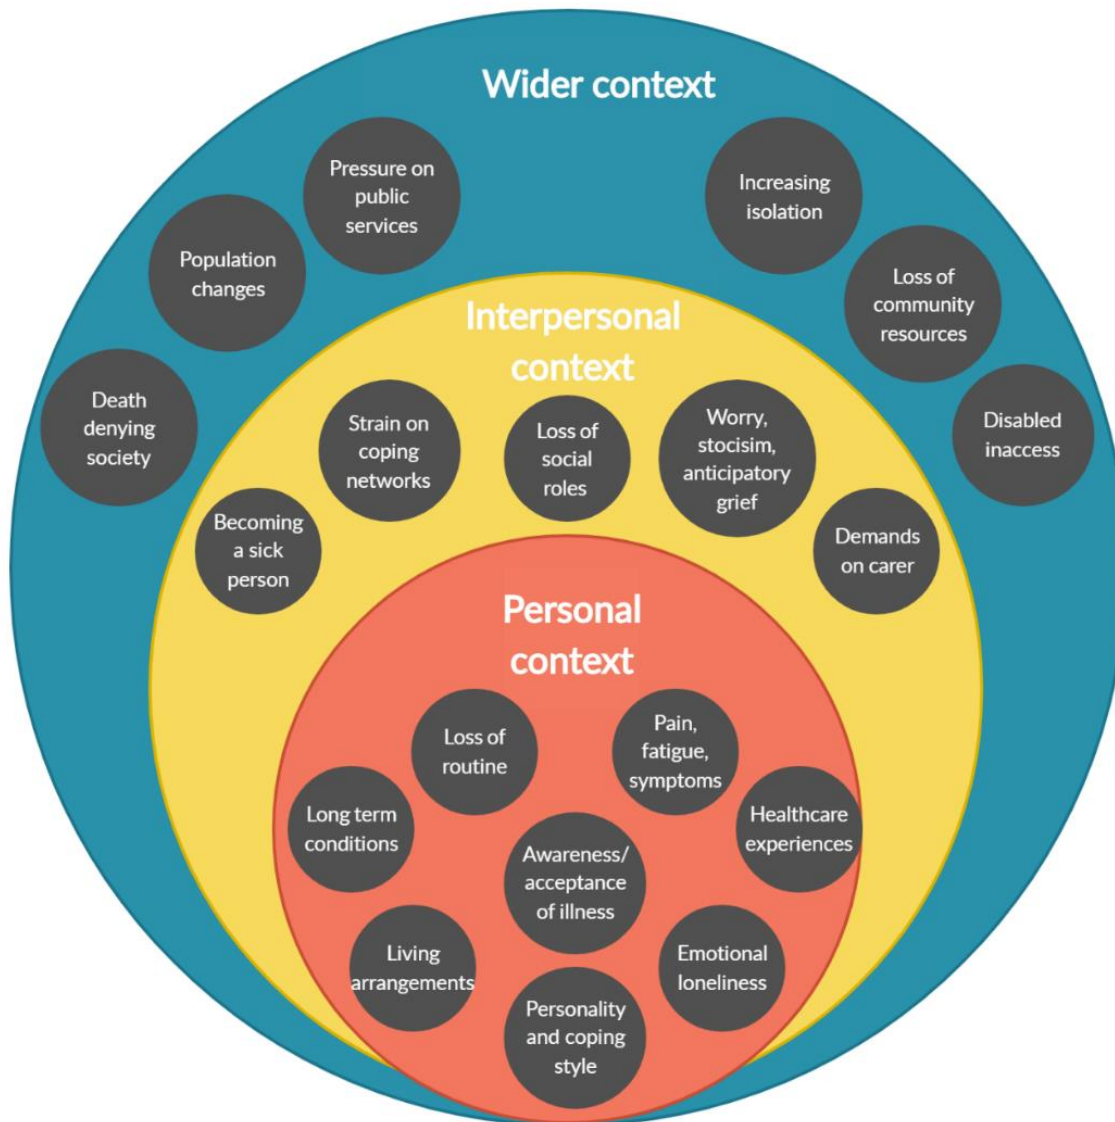 Wider context
Pressure on
public
services
Increasing
isolation
Population
changes
Loss of
community
resources
Death
denying
society
Disabled
inaccess
Interpersonal
context
Strain on
coping
networks
Loss of
social
roles
Worry,
stocisim,
anticipatory
grief
Becoming
a sick
person
Demands
on carer
Personal
context
Loss of
routine
Pain,
fatigue,
symptoms
Long term
conditions
Healthcare
experiences
Awareness/
acceptance
of illness
Living
arrangements
Emotional
loneliness
Personality
and coping
style